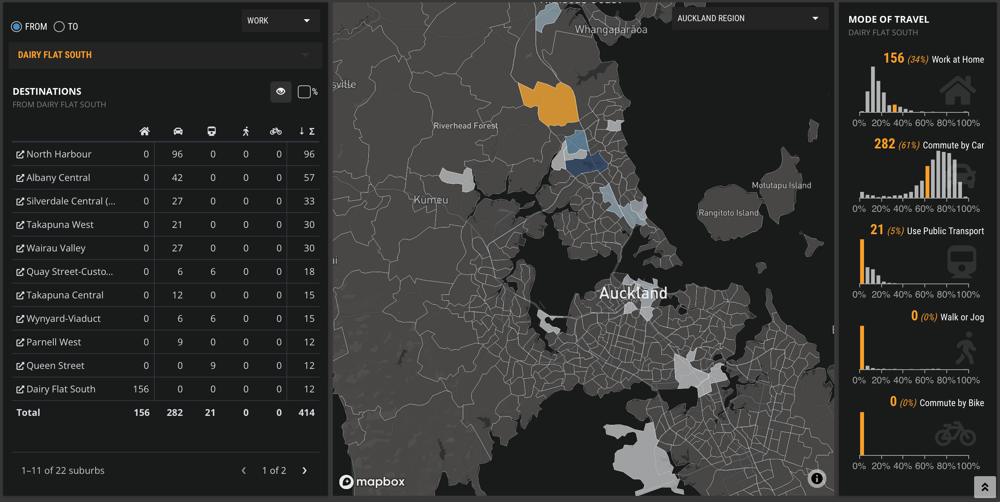 FROM TO
WORK
DAIRY FLAT SOUTH
DESTINATIONS
FROM DAIRY FLAT SOUTH
%
↓ Σ
North Harbour 0 96 0 0 0 96
Albany Central 0 42 0 0 0 57
Silverdale Central (... 0 27 0 0 0 33
Takapuna West 0 21 0 0 0 30
Wairau Valley 0 27 0 0 0 30
Quay Street-Custo... 0 6 6 0 0 18
Takapuna Central 0 12 0 0 0 15
Wynyard-Viaduct 0 6 6 0 0 15
Parnell West 0 9 0 0 0 12
Queen Street 0 0 9 0 0 12
Dairy Flat South 156 0 0 0 0 12
Total 156 282 21 0 0 414
1–11 of 22 suburbs
1 of 2
AUCKLAND REGION
Whangaparāoa
sville
Riverhead Forest
Kumeu
Motutapu Island
Rangitoto Island
ai
Auckland
mapbox
MODE OF TRAVEL
DAIRY FLAT SOUTH
156 (34%) Work at Home
0% 20% 40% 60% 80% 100%
282 (61%) Commute by Car
0% 20% 40% 60% 80% 100%
21 (5%) Use Public Transport
0% 20% 40% 60% 80% 100%
0 (0%) Walk or Jog
0% 20% 40% 60% 80% 100%
0 (0%) Commute by Bike
0% 20% 40% 60% 80% 100%